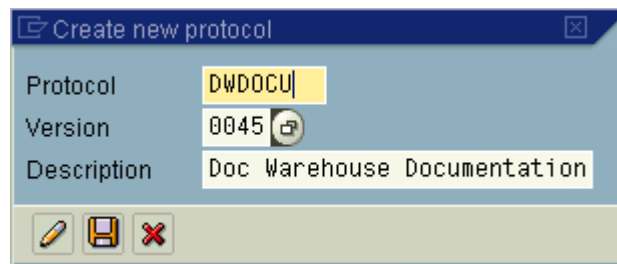 Create new protocol
Protocol DWDOCU
Version 0045
Description Doc Warehouse Documentation